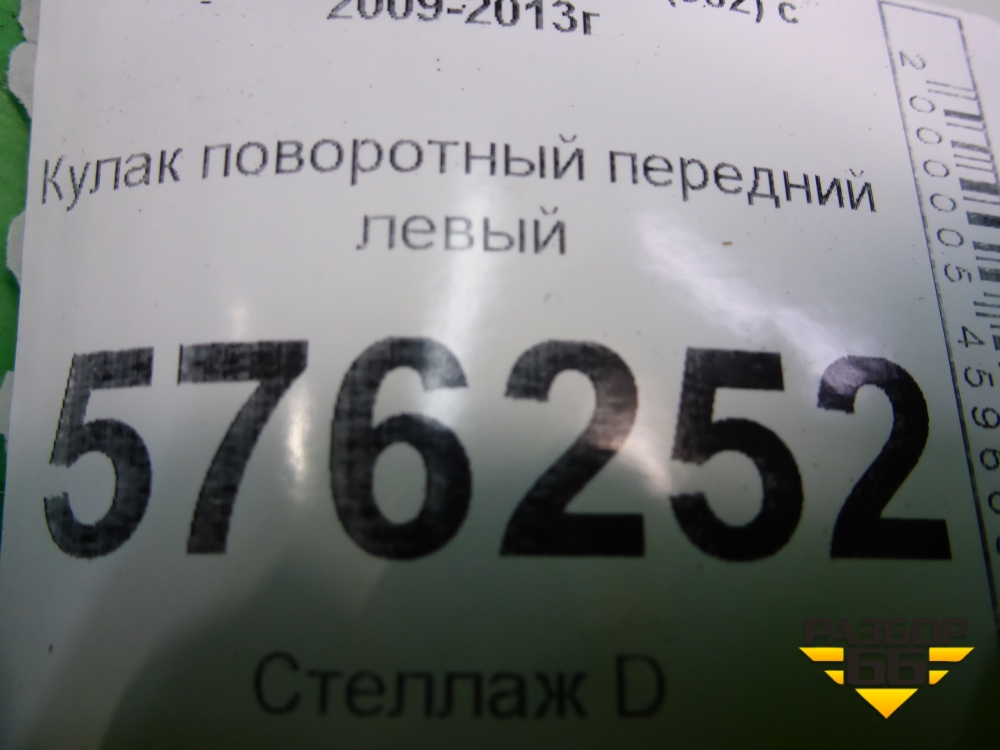 2009-2013г
Кулак поворотный передний
левый
576252
Стеллаж D
РАЗБОР
66